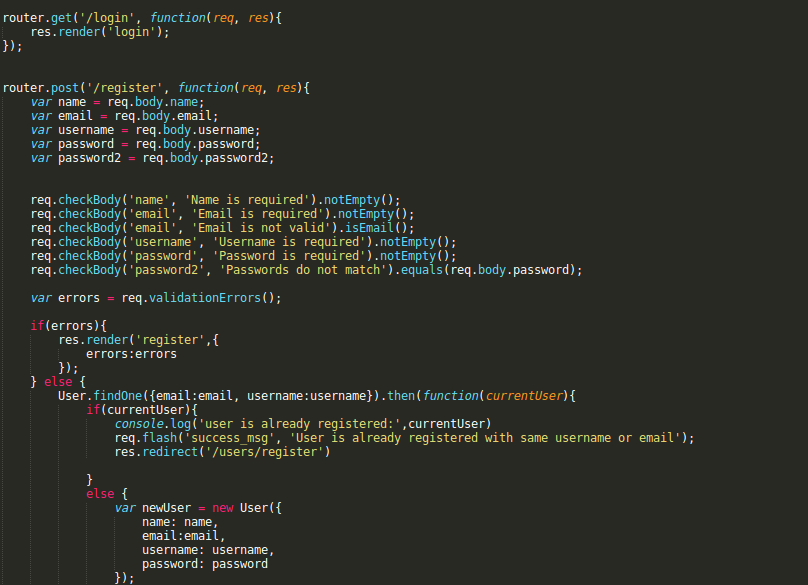 router.get('/login', function(req, res){
    res.render('login');
});
router.post('/register', function(req, res){
    var name = req.body.name;
    var email = req.body.email;
    var username = req.body.username;
    var password = req.body.password;
    var password2 = req.body.password2;
    req.checkBody('name', 'Name is required').notEmpty();
    req.checkBody('email', 'Email is required').notEmpty();
    req.checkBody('email', 'Email is not valid').isEmail();
    req.checkBody('username', 'Username is required').notEmpty();
    req.checkBody('password', 'Password is required').notEmpty();
    req.checkBody('password2', 'Passwords do not match').equals(req.body.password);
    var errors = req.validationErrors();
    if(errors){
        res.render('register',{
            errors:errors
        });
    } else {
        User.findOne({email:email, username:username}).then(function(currentUser){
            if(currentUser){
                console.log('user is already registered:',currentUser)
                req.flash('success_msg', 'User is already registered with same username or email');
                res.redirect('/users/register')
            }
            else {
                var newUser = new User({
                    name: name,
                    email:email,
                    username: username,
                    password: password
                });